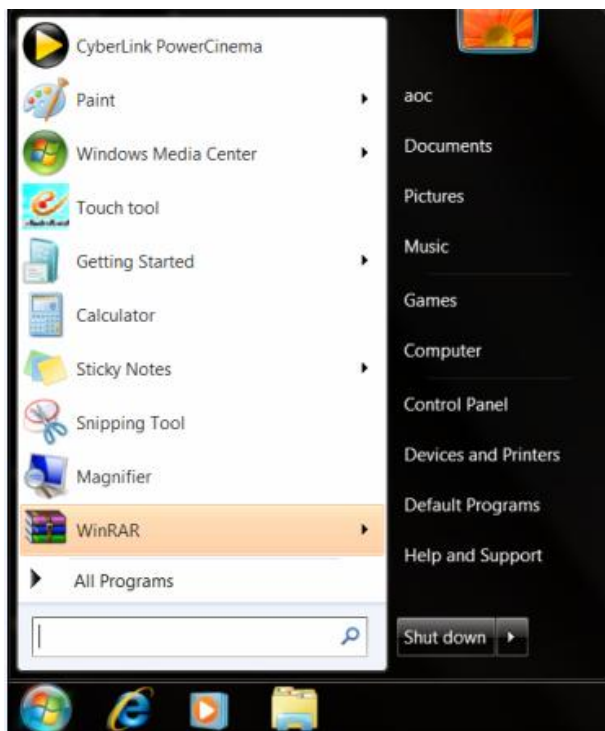 CyberLink PowerCinema
Paint
Windows Media Center
Touch tool
Getting Started
Calculator
Sticky Notes
Snipping Tool
Magnifier
WinRAR
All Programs
aoc
Documents
Pictures
Music
Games
Computer
Control Panel
Devices and Printers
Default Programs
Help and Support
Shut down